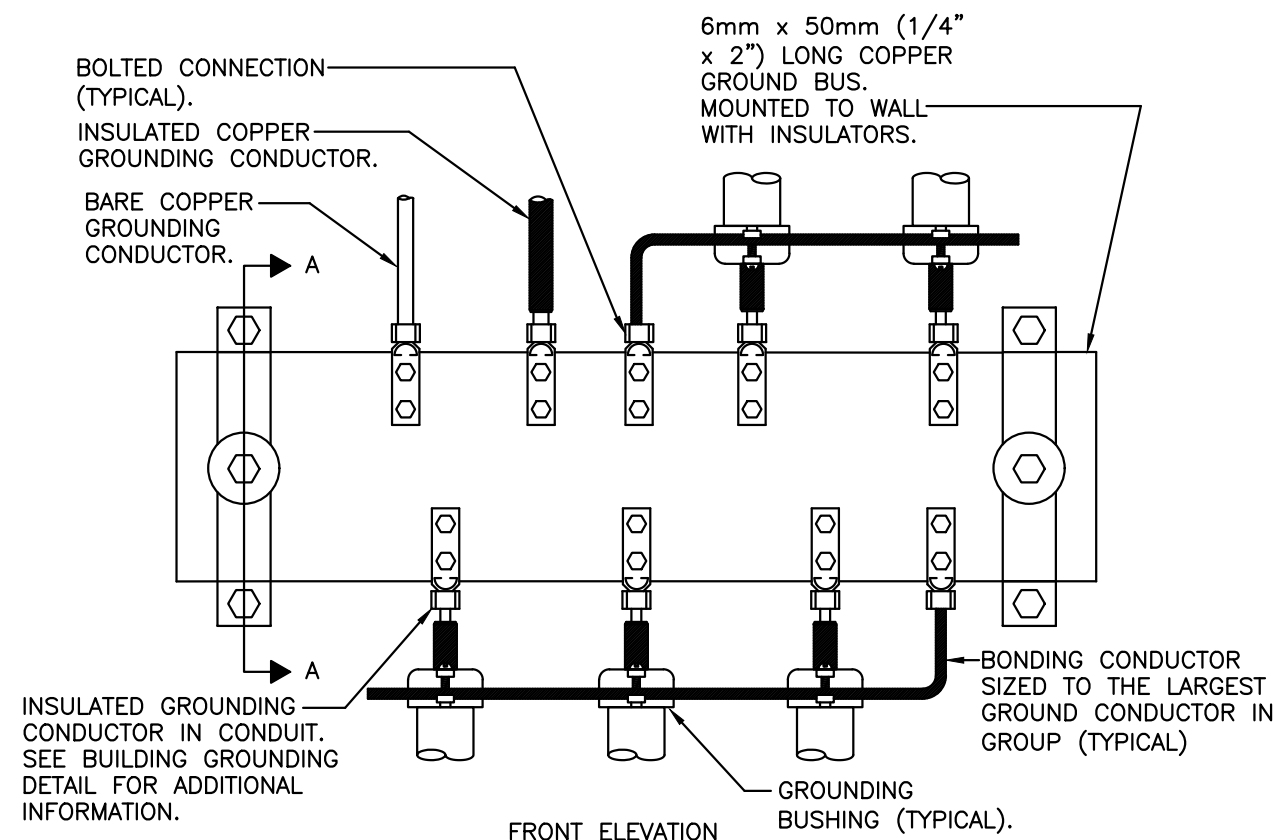 6mm x 50mm (1/4”
x 2”) LONG COPPER
GROUND BUS.
MOUNTED TO WALL
WITH INSULATORS.
BOLTED CONNECTION
(TYPICAL).
INSULATED COPPER
GROUNDING CONDUCTOR.
BARE COPPER
GROUNDING
CONDUCTOR.
A
A
INSULATED GROUNDING
CONDUCTOR IN CONDUIT.
SEE BUILDING GROUNDING
DETAIL FOR ADDITIONAL
INFORMATION.
BONDING CONDUCTOR
SIZED TO THE LARGEST
GROUND CONDUCTOR IN
GROUP (TYPICAL)
GROUNDING
BUSHING (TYPICAL).
FRONT ELEVATION